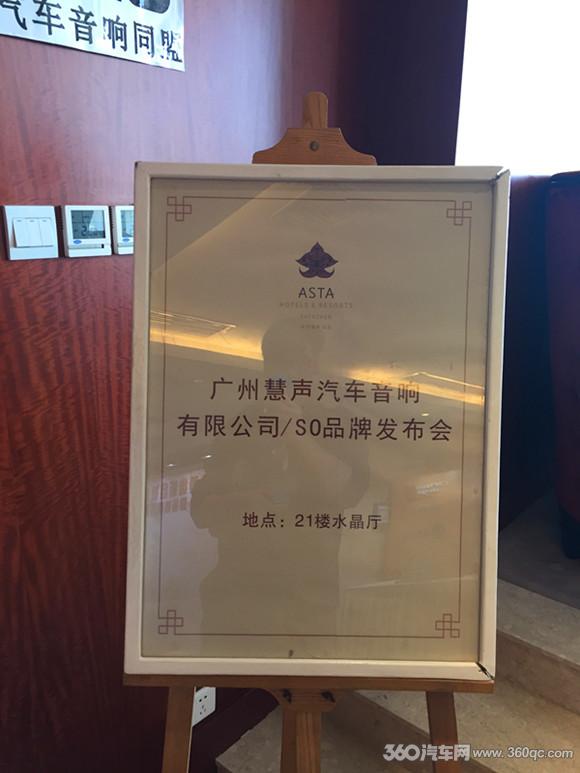 汽车音响同盟
ASTA
HOTELS & RESORTS
SHENZHEN
广州慧声汽车音响
有限公司/SO品牌发布会
地点：21楼水晶厅
360汽车网 www.360qc.com